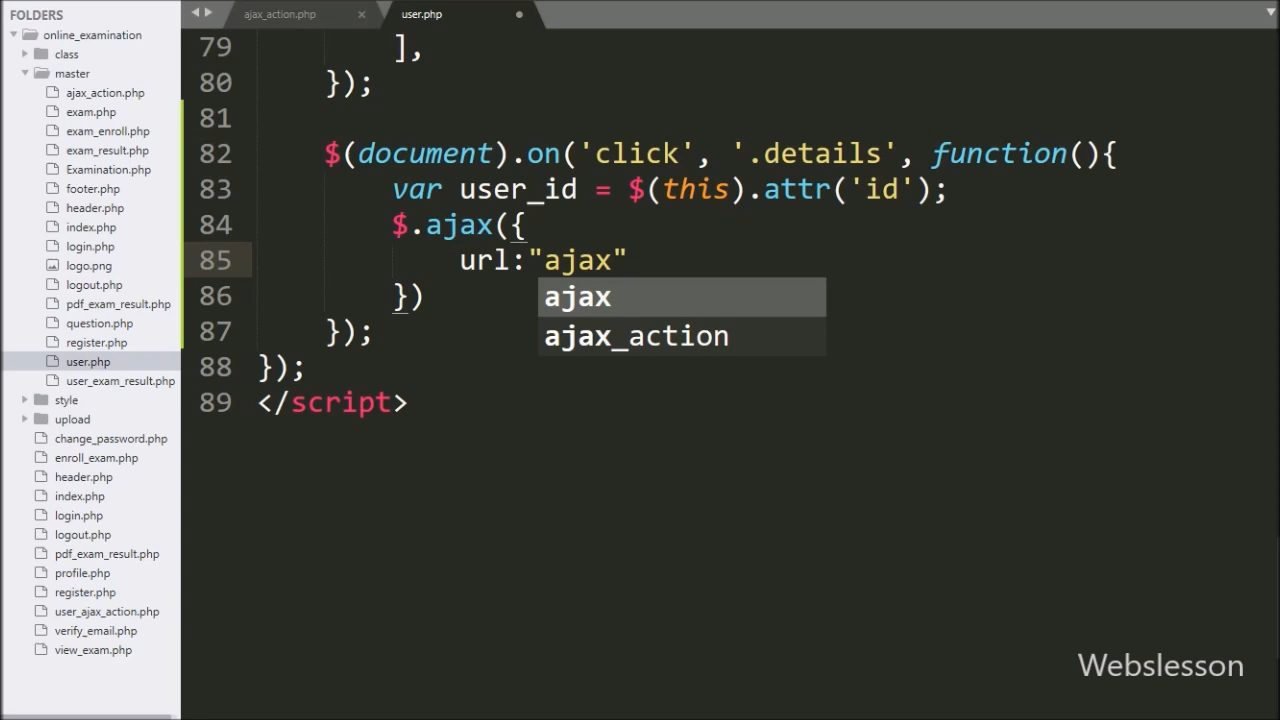 FOLDERS
online_examination
class
master
ajax_action.php
exam.php
exam_enroll.php
exam_result.php
Examination.php
footer.php
header.php
index.php
login.php
logo.png
logout.php
pdf_exam_result.php
question.php
register.php
user.php
user_exam_result.php
style
upload
change_password.php
enroll_exam.php
header.php
index.php
login.php
logout.php
pdf_exam_result.php
profile.php
register.php
user_ajax_action.php
verify_email.php
view_exam.php
ajax_action.php × user.php
79 ],
80 });
81
82 $(document).on('click', '.details', function(){
83 var user_id = $(this).attr('id');
84 $.ajax({
85 url:"ajax"
86 })
ajax
ajax_action
87 });
88 });
89 </script>
Webslesson